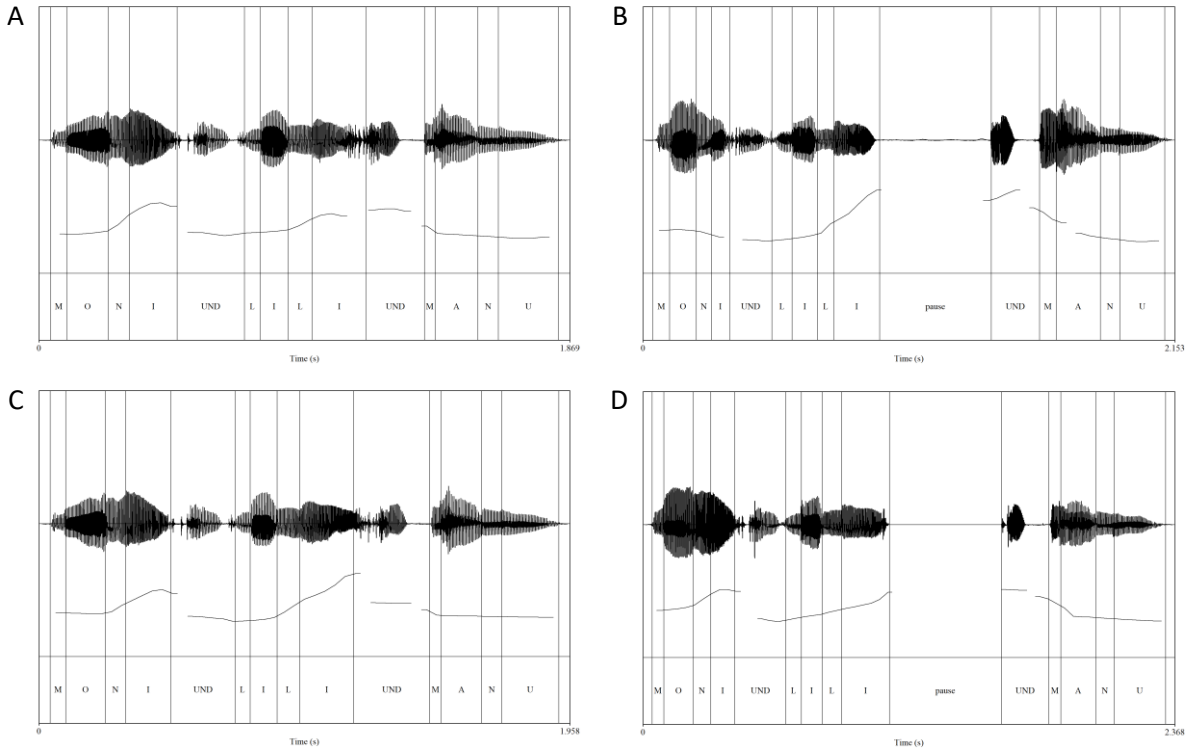 A
M O N I UND L I L I UND M A N U
0 1.869
Time (s)
B
M O N I UND L I L I pause UND M A N U
0 2.153
Time (s)
C
M O N I UND L I L I UND M A N U
0 1.958
Time (s)
D
M O N I UND L I L I pause UND M A N U
0 2.368
Time (s)